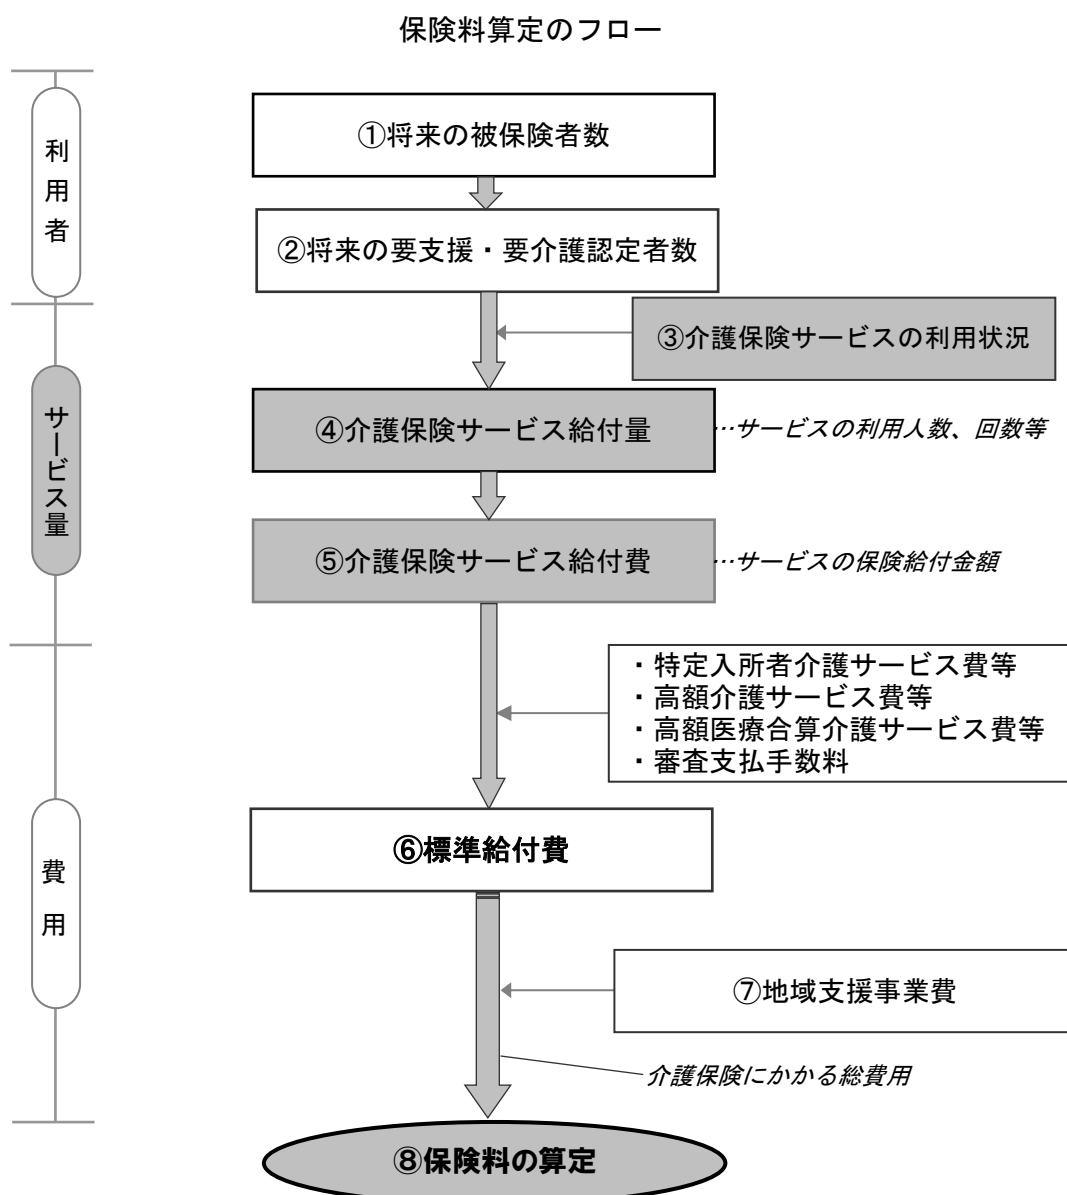 保険料算定のフロー
利用者
①将来の被保険者数
②将来の要支援・要介護認定者数
③介護保険サービスの利用状況
サービス量
④介護保険サービス給付量
…サービスの利用人数、回数等
⑤介護保険サービス給付費
…サービスの保険給付金額
・特定入所者介護サービス費等
・高額介護サービス費等
・高額医療合算介護サービス費等
・審査支払手数料
費用
⑥標準給付費
⑦地域支援事業費
介護保険にかかる総費用
⑧保険料の算定